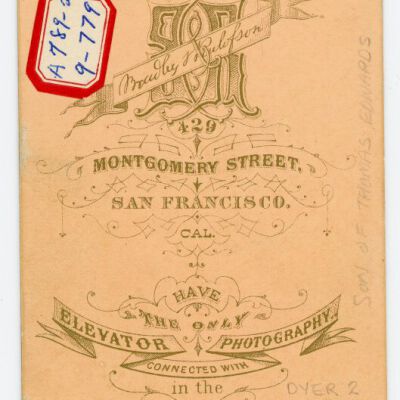 A789-
9-779
Bradley & Rulofson
429
MONTGOMERY STREET.
SAN FRANCISCO,
CAL.
HAVE
THE ONLY
ELEVATOR PHOTOGRAPHY.
CONNECTED WITH
in the
DYER 2
SON OF THOMAS EDWARDS